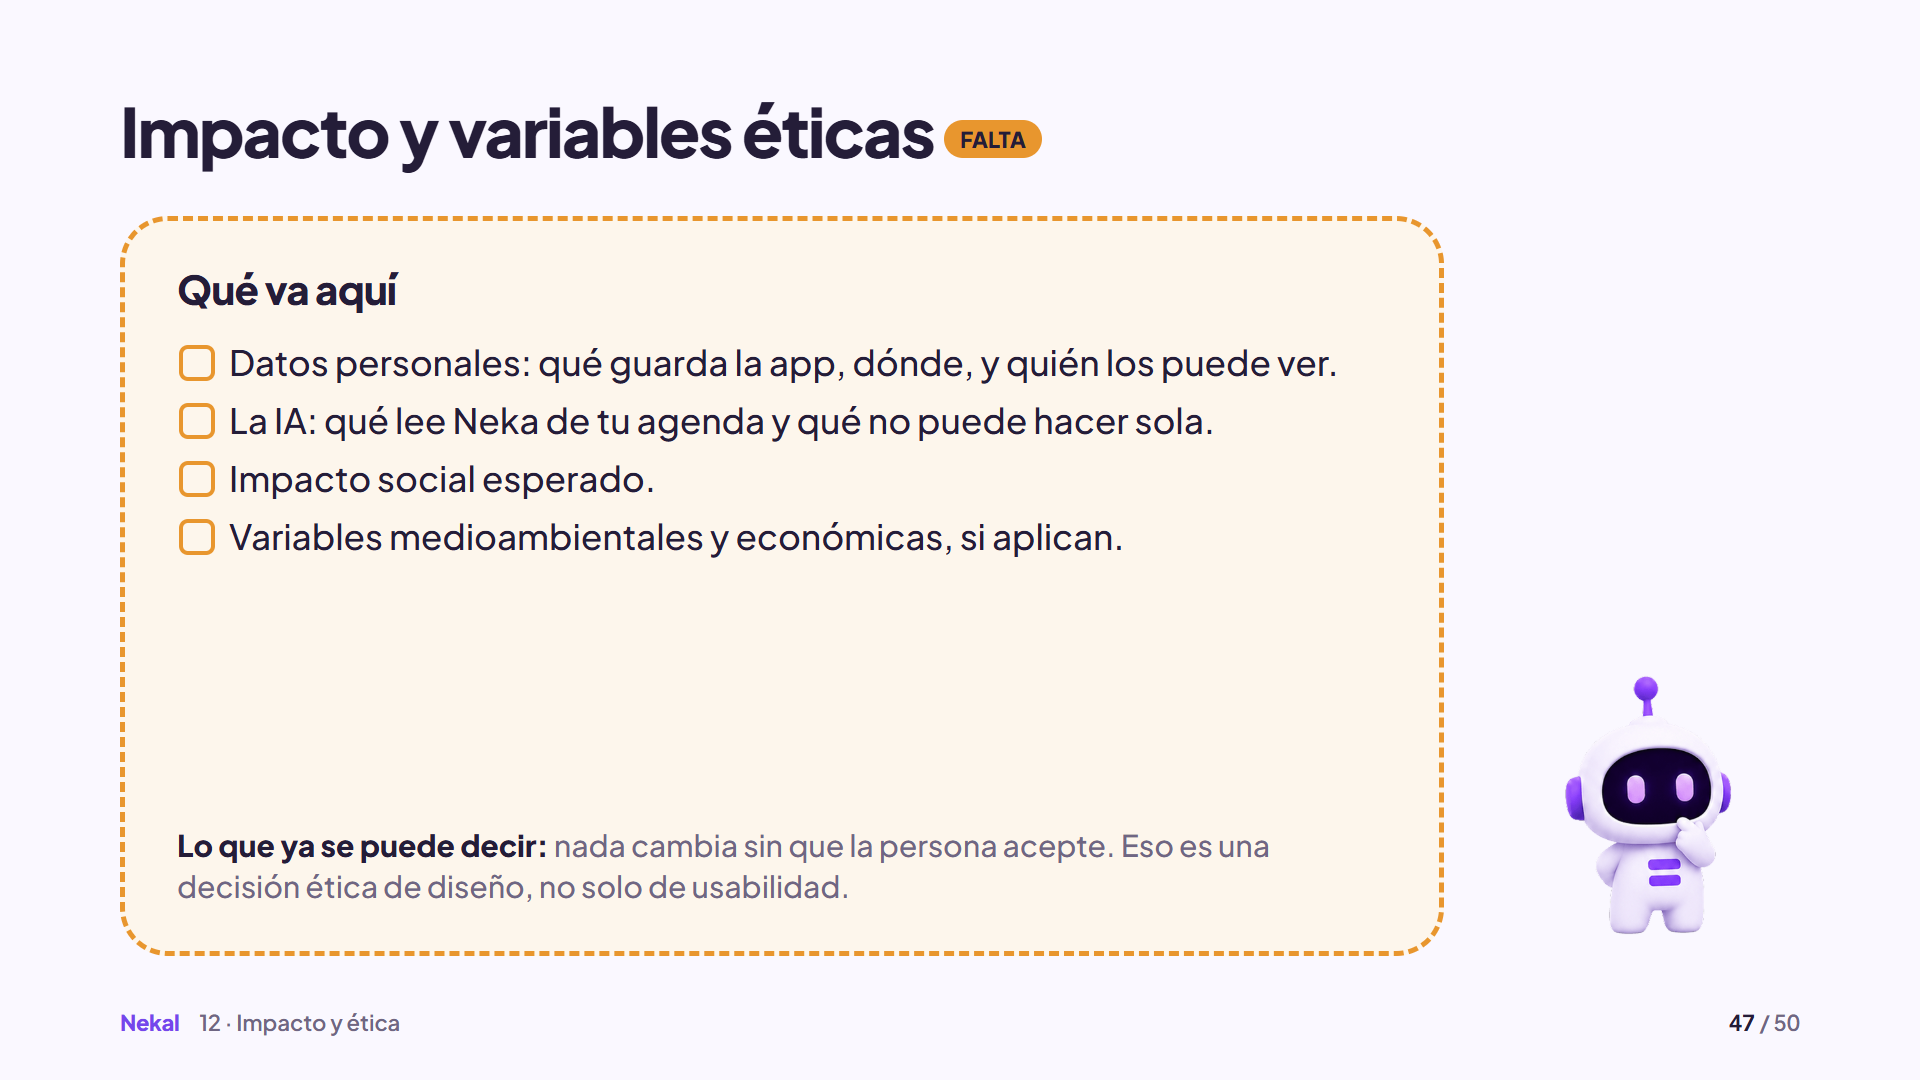 Impacto y variables éticas FALTA
Qué va aquí
Datos personales: qué guarda la app, dónde, y quién los puede ver.
La IA: qué lee Neka de tu agenda y qué no puede hacer sola.
Impacto social esperado.
Variables medioambientales y económicas, si aplican.
Lo que ya se puede decir: nada cambia sin que la persona acepte. Eso es una
decisión ética de diseño, no solo de usabilidad.
Nekal 12 · Impacto y ética
47 / 50